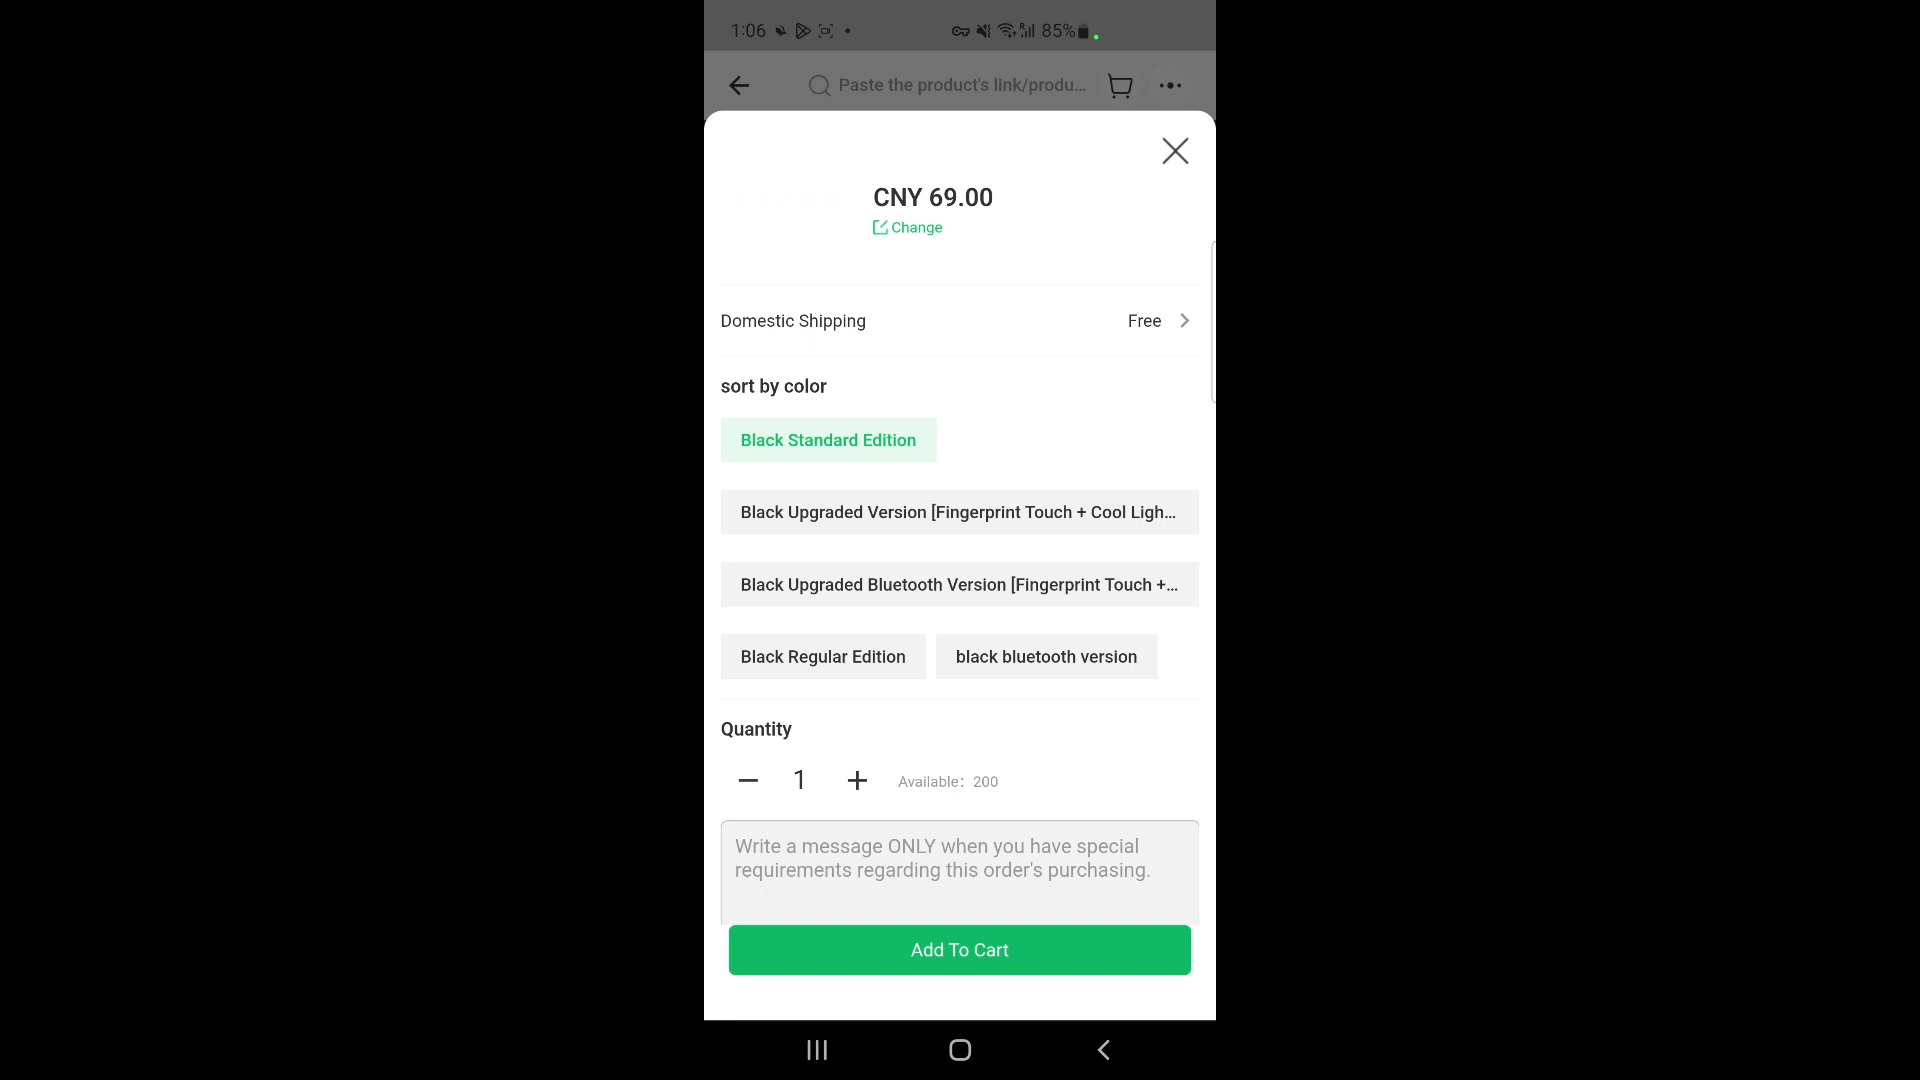 1:06
85%
Paste the product's link/produ...
CNY 69.00
Change
Domestic Shipping
Free
sort by color
Black Standard Edition
Black Upgraded Version [Fingerprint Touch + Cool Ligh...
Black Upgraded Bluetooth Version [Fingerprint Touch +...
Black Regular Edition
black bluetooth version
Quantity
1
Available: 200
Write a message ONLY when you have special
requirements regarding this order's purchasing.
Add To Cart